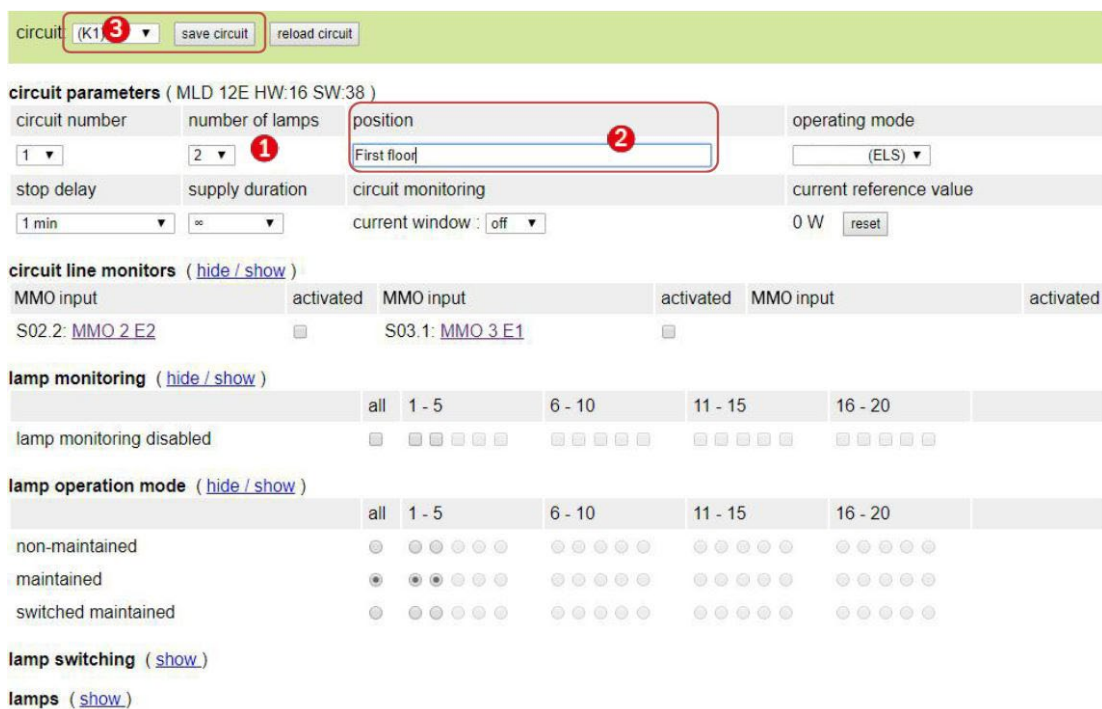 circuit: (K1) 3 save circuit reload circuit
circuit parameters ( MLD 12E HW:16 SW:38 )
circuit number number of lamps position operating mode
1 2 1 First floor 2 (ELS)
stop delay supply duration circuit monitoring current reference value
1 min ∞ current window : off 0 W reset
circuit line monitors ( hide / show )
MMO input activated MMO input activated MMO input activated
S02.2: MMO 2 E2 S03.1: MMO 3 E1
lamp monitoring ( hide / show )
all 1 - 5 6 - 10 11 - 15 16 - 20
lamp monitoring disabled
lamp operation mode ( hide / show )
all 1 - 5 6 - 10 11 - 15 16 - 20
non-maintained
maintained
switched maintained
lamp switching ( show )
lamps ( show )